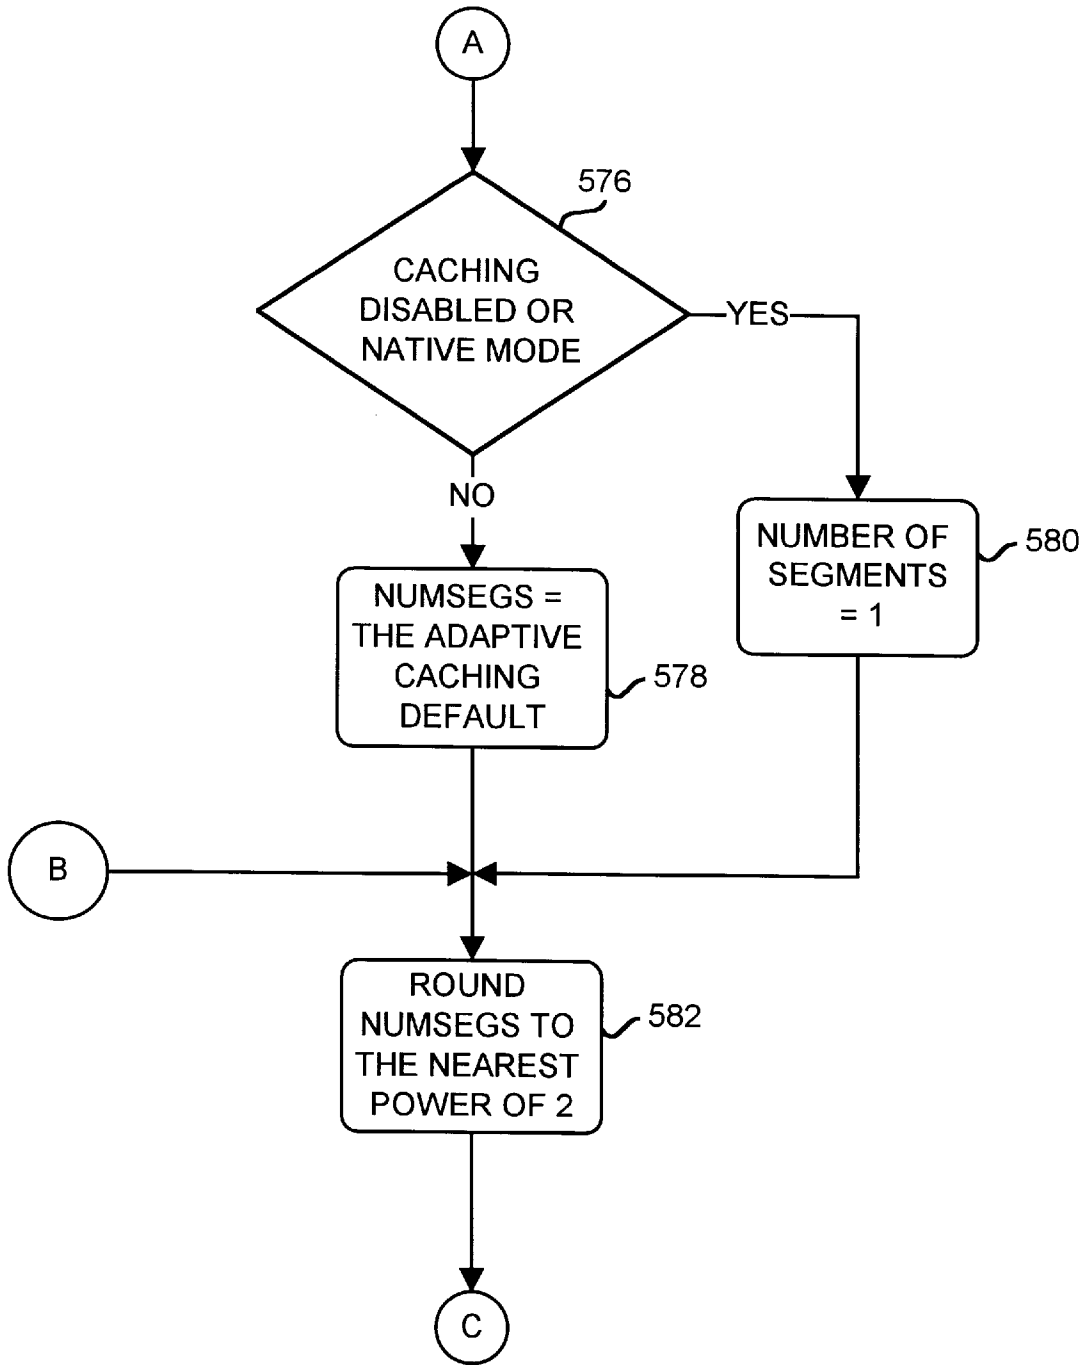 A
576
CACHING
DISABLED OR
NATIVE MODE
YES
NO
NUMBER OF
SEGMENTS
= 1
580
NUMSEGS =
THE ADAPTIVE
CACHING
DEFAULT
578
B
ROUND
NUMSEGS TO
THE NEAREST
POWER OF 2
582
C